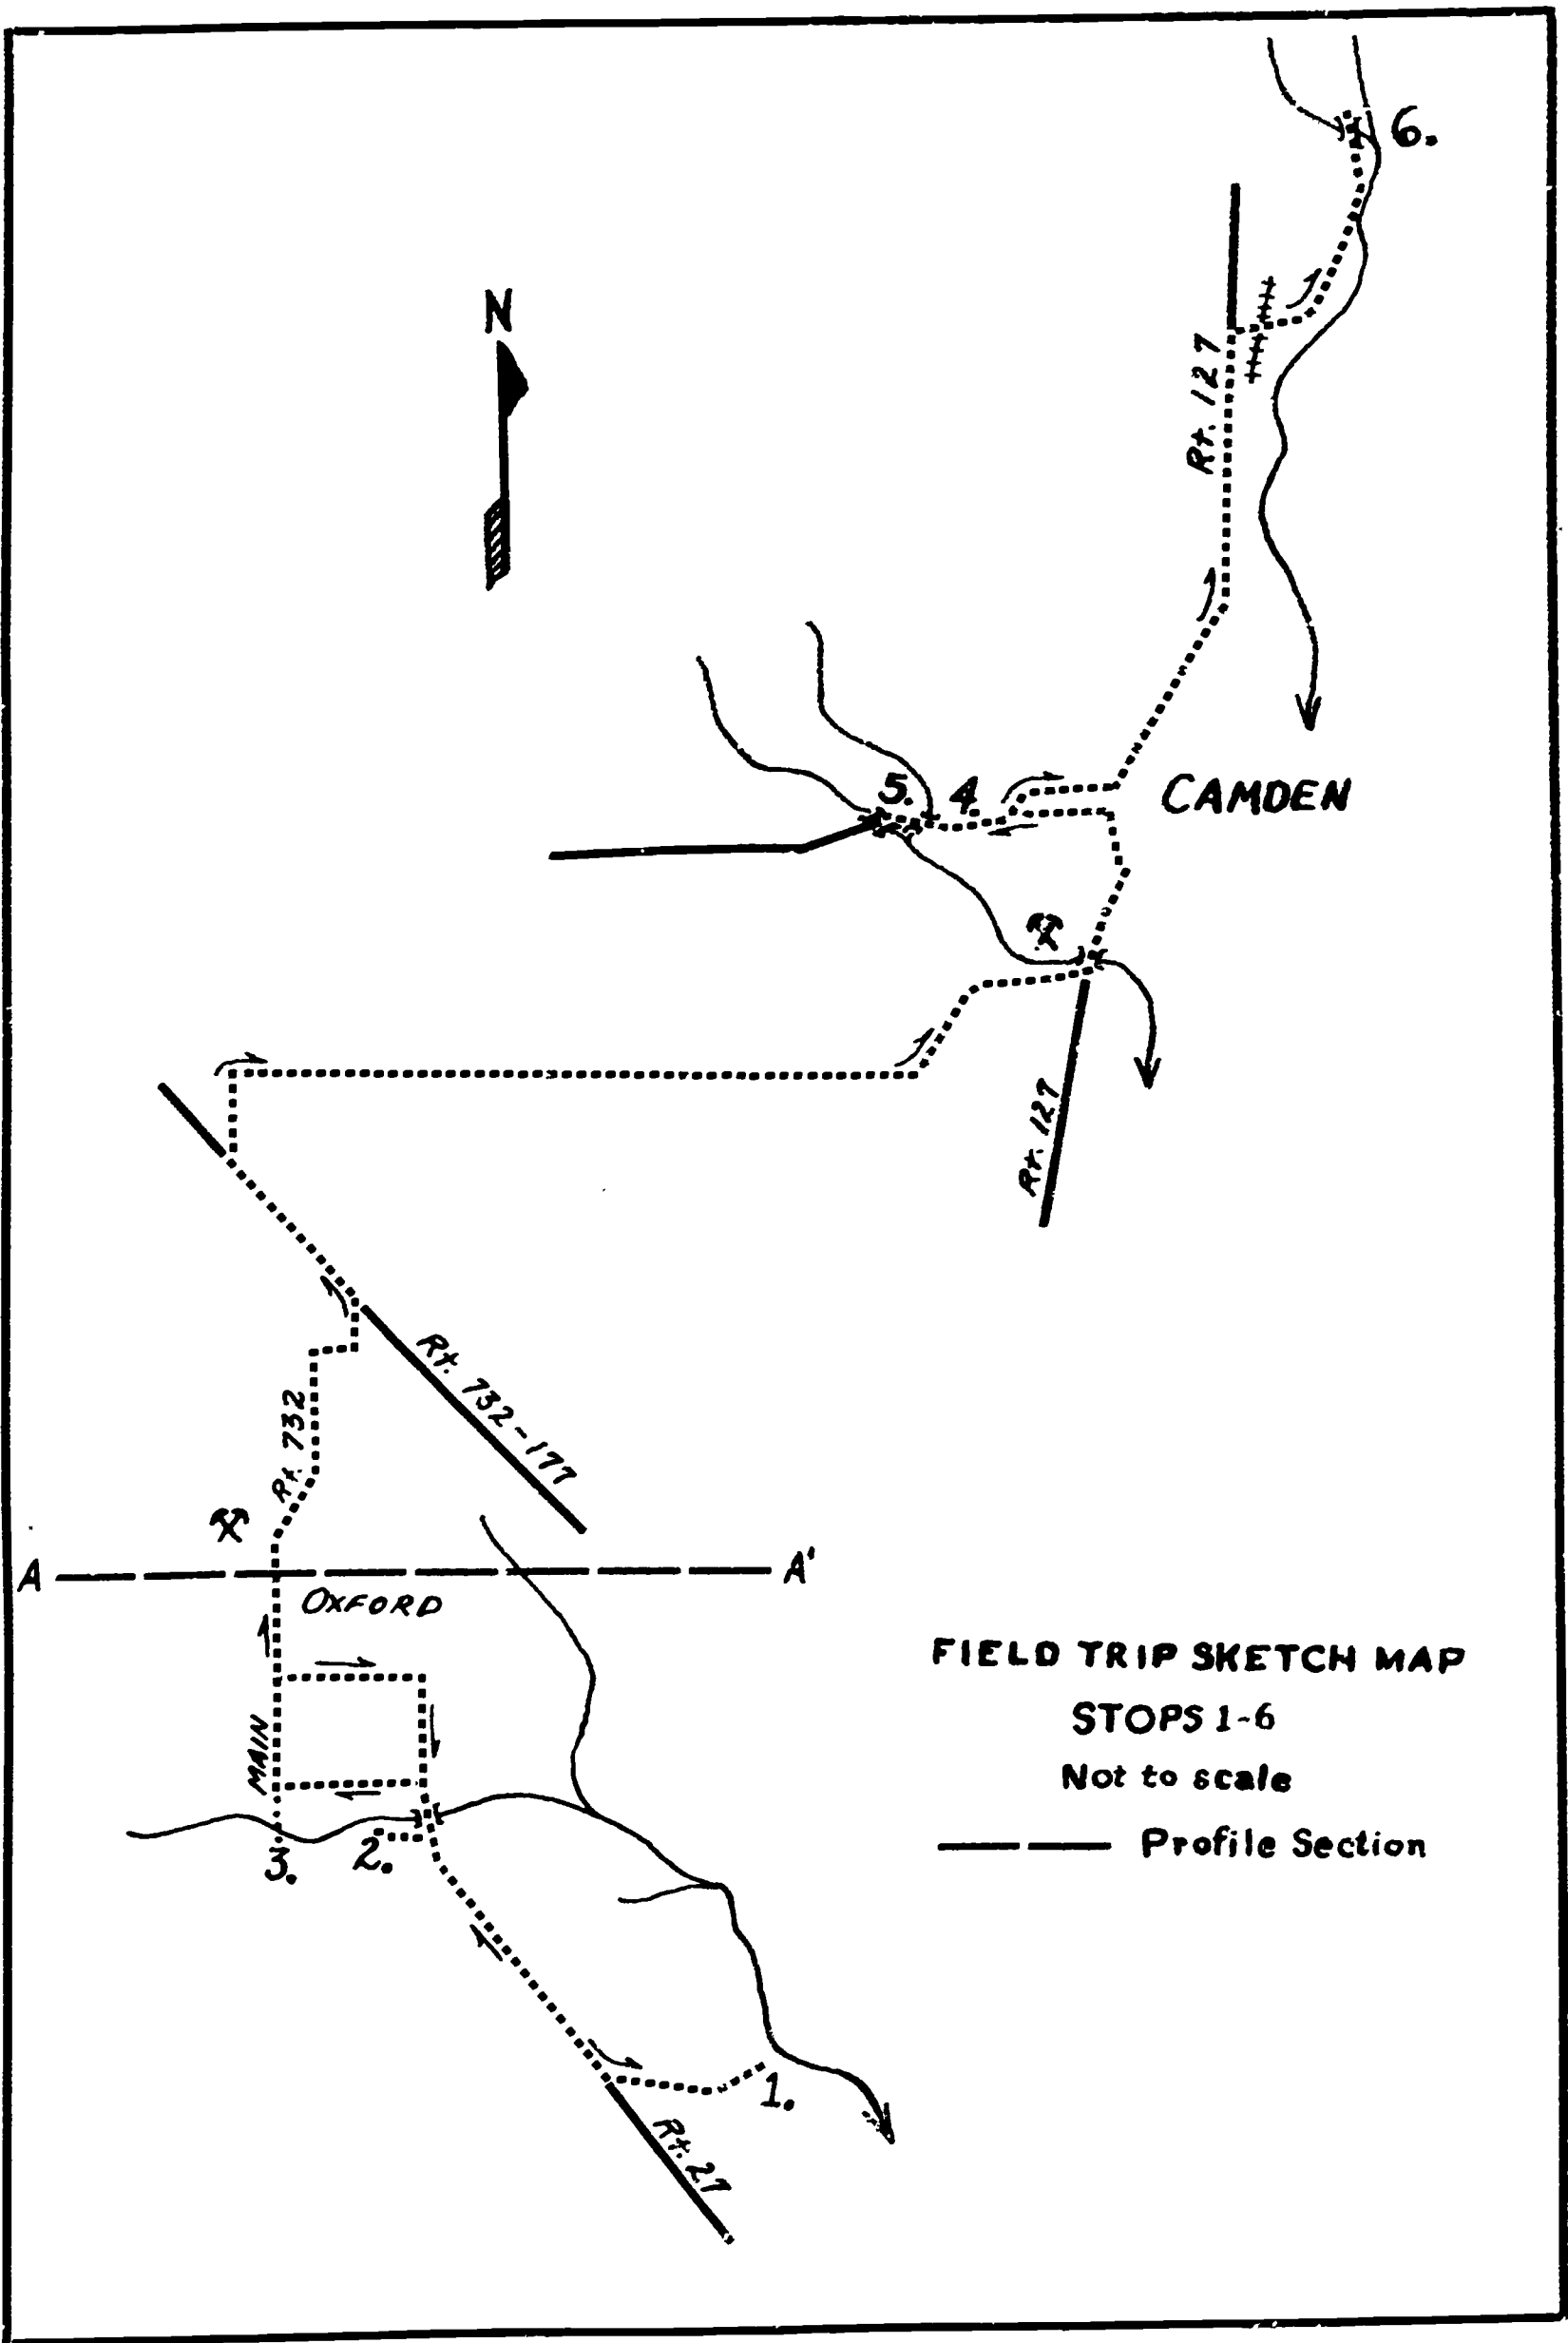 6.
N
Rt. 127
5.
4.
CAMDEN
Rt. 127
Rt. 732-177
Rt. 732
A
A'
OXFORD
MAIN
FIELD TRIP SKETCH MAP
STOPS 1-6
Not to scale
Profile Section
3.
2.
1.
Rt. 27